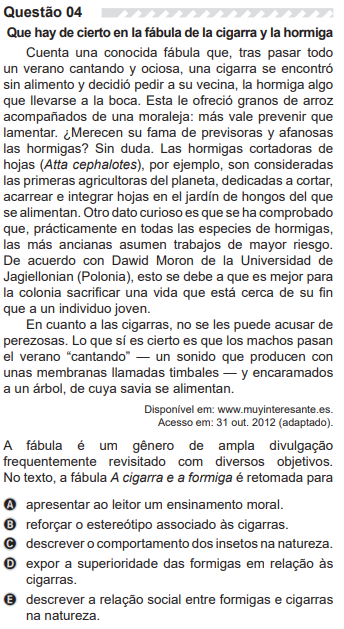 Questão 04
Que hay de cierto en la fábula de la cigarra y la hormiga
Cuenta una conocida fábula que, tras pasar todo
un verano cantando y ociosa, una cigarra se encontró
sin alimento y decidió pedir a su vecina, la hormiga algo
que llevarse a la boca. Esta le ofreció granos de arroz
acompañados de una moraleja: más vale prevenir que
lamentar. ¿Merecen su fama de previsoras y afanosas
las hormigas? Sin duda. Las hormigas cortadoras de
hojas (Atta cephalotes), por ejemplo, son consideradas
las primeras agricultoras del planeta, dedicadas a cortar,
acarrear e integrar hojas en el jardín de hongos del que
se alimentan. Otro dato curioso es que se ha comprobado
que, prácticamente en todas las especies de hormigas,
las más ancianas asumen trabajos de mayor riesgo.
De acuerdo con Dawid Moron de la Universidad de
Jagiellonian (Polonia), esto se debe a que es mejor para
la colonia sacrificar una vida que está cerca de su fin
que a un individuo joven.
En cuanto a las cigarras, no se les puede acusar de
perezosas. Lo que sí es cierto es que los machos pasan
el verano “cantando” — un sonido que producen con
unas membranas llamadas timbales — y encaramados
a un árbol, de cuya savia se alimentan.
Disponível em: www.muyinteresante.es.
Acesso em: 31 out. 2012 (adaptado).
A fábula é um gênero de ampla divulgação
frequentemente revisitado com diversos objetivos.
No texto, a fábula A cigarra e a formiga é retomada para
A apresentar ao leitor um ensinamento moral.
B reforçar o estereótipo associado às cigarras.
C descrever o comportamento dos insetos na natureza.
D expor a superioridade das formigas em relação às
cigarras.
E descrever a relação social entre formigas e cigarras
na natureza.